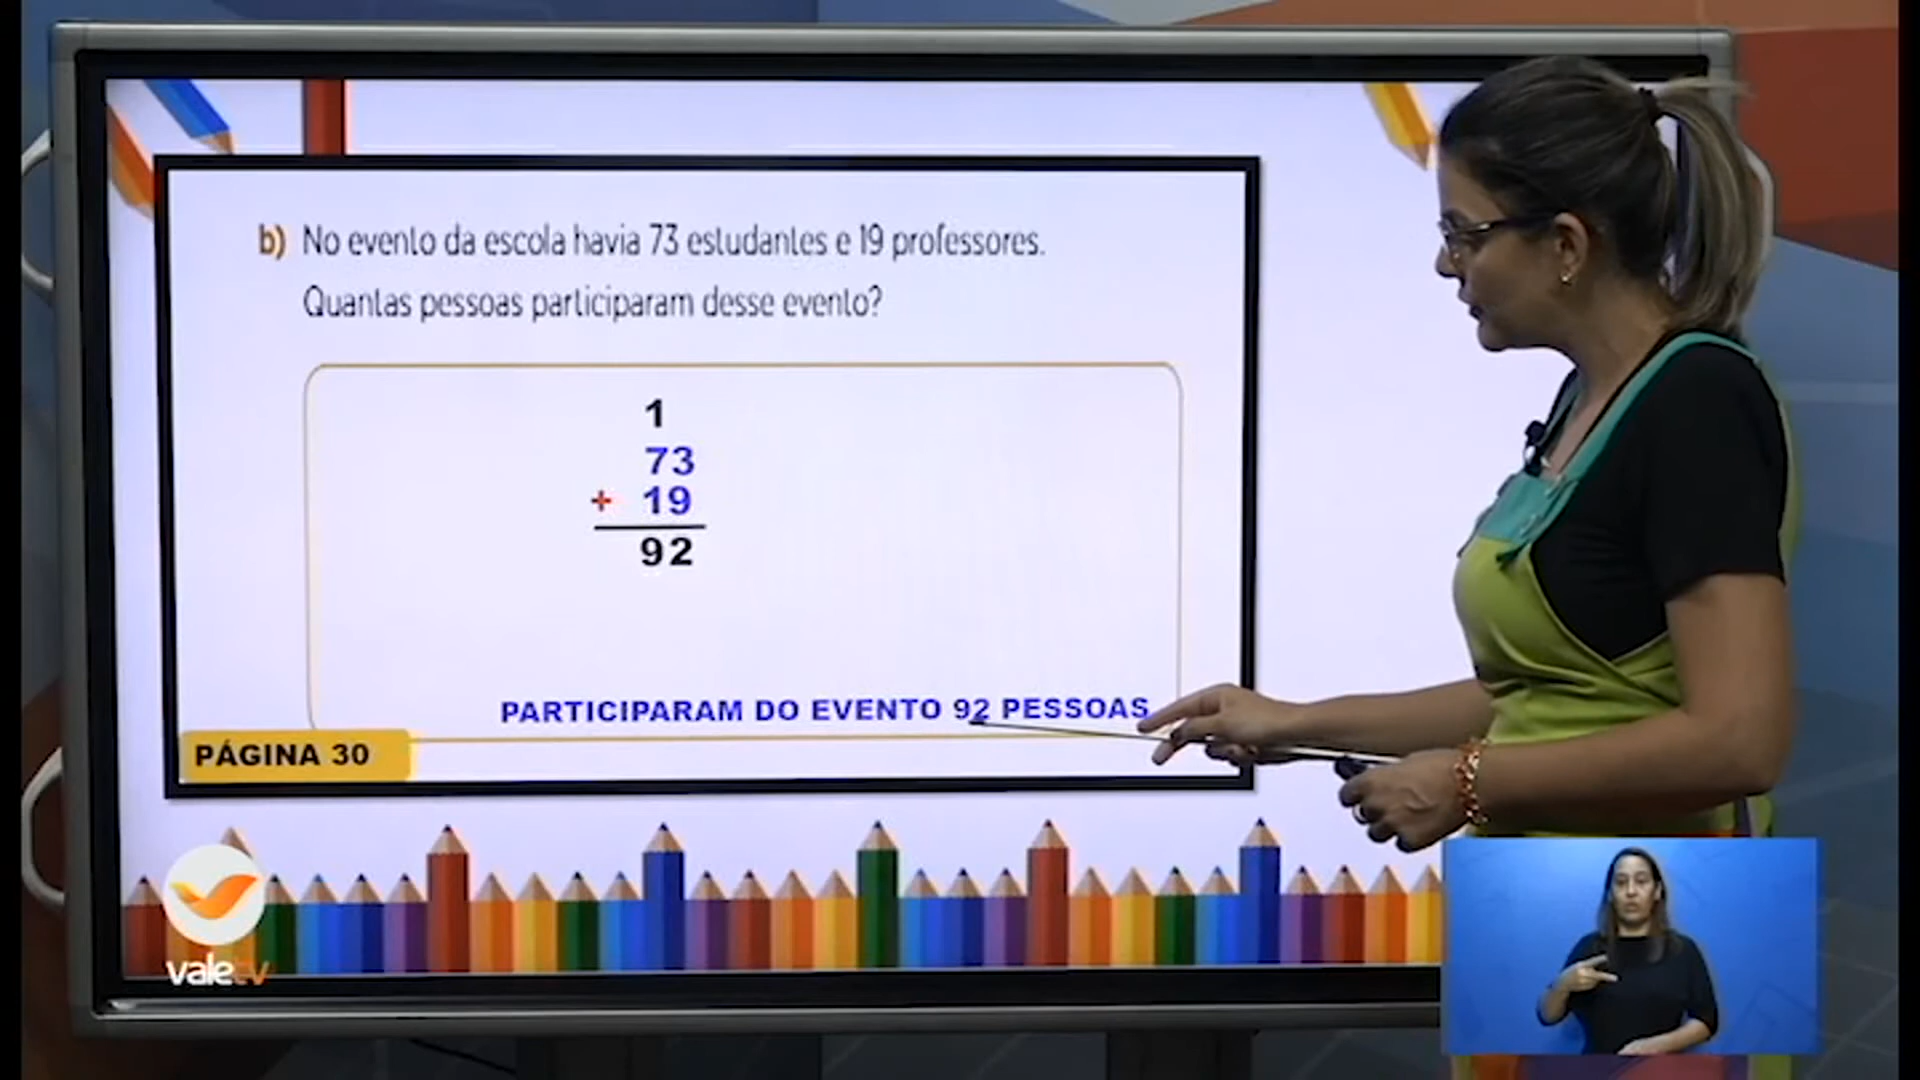 b) No evento da escola havia 73 estudantes e 19 professores.
Quantas pessoas participaram desse evento?
1
73
+ 19
92
PARTICIPARAM DO EVENTO 92 PESSOAS
PÁGINA 30
valetv